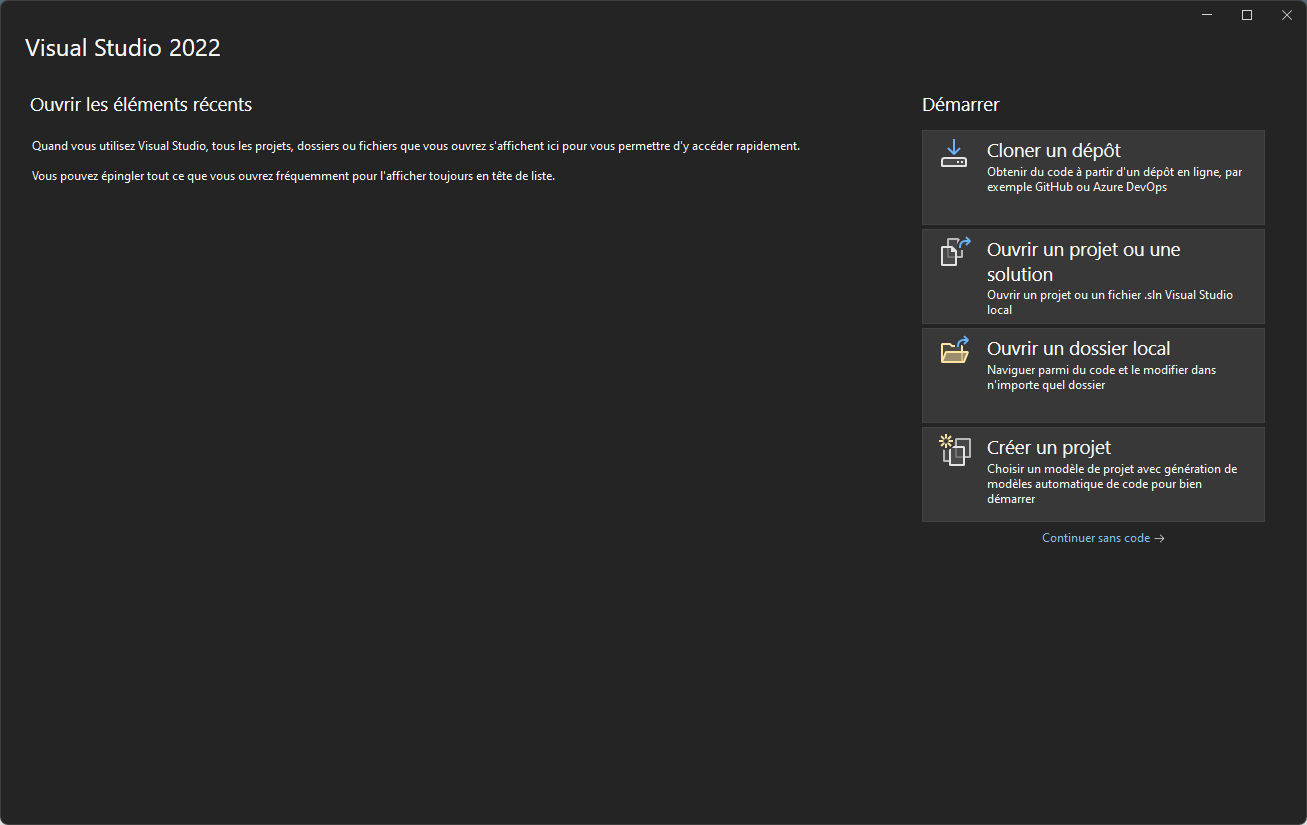 Visual Studio 2022
Ouvrir les éléments récents
Quand vous utilisez Visual Studio, tous les projets, dossiers ou fichiers que vous ouvrez s'affichent ici pour vous permettre d'y accéder rapidement.
Vous pouvez épingler tout ce que vous ouvrez fréquemment pour l'afficher toujours en tête de liste.
Démarrer
Cloner un dépôt
Obtenir du code à partir d'un dépôt en ligne, par
exemple GitHub ou Azure DevOps
Ouvrir un projet ou une
solution
Ouvrir un projet ou un fichier .sln Visual Studio
local
Ouvrir un dossier local
Naviguer parmi du code et le modifier dans
n'importe quel dossier
Créer un projet
Choisir un modèle de projet avec génération de
modèles automatique de code pour bien
démarrer
Continuer sans code →